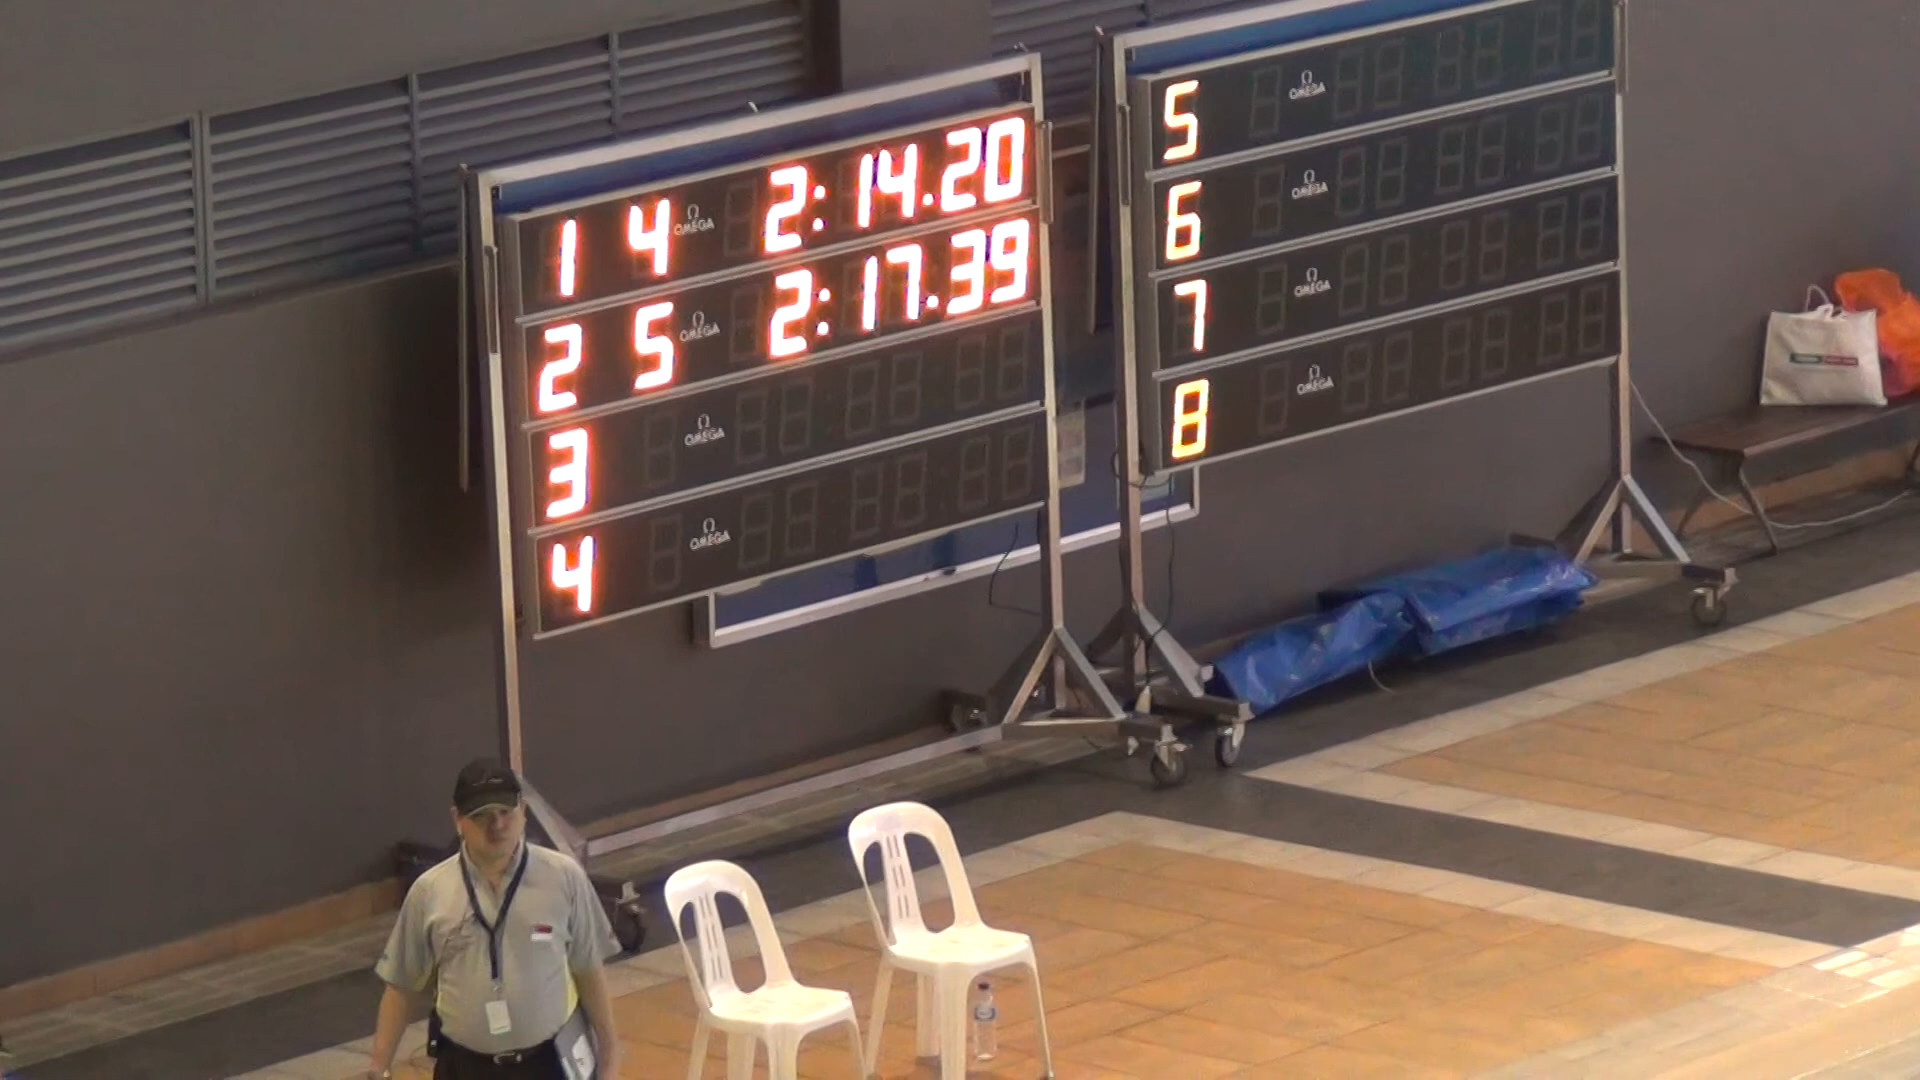 1 4 OMEGA 2:14.20
2 5 OMEGA 2:17.39
3 OMEGA
4 OMEGA
5 OMEGA
6 OMEGA
7 OMEGA
8 OMEGA